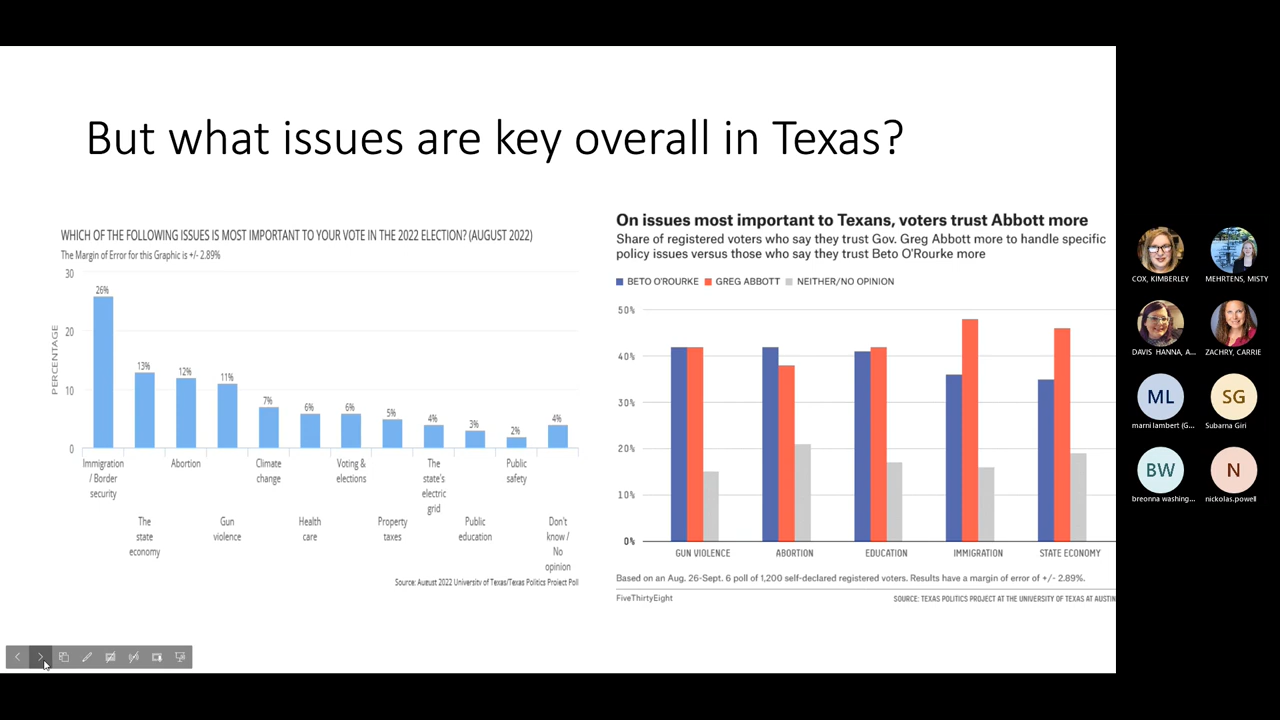 But what issues are key overall in Texas?
WHICH OF THE FOLLOWING ISSUES IS MOST IMPORTANT TO YOUR VOTE IN THE 2022 ELECTION? (AUGUST 2022)
The Margin of Error for this Graphic is +/- 2.89%
PERCENTAGE
30
20
10
0
26%
13%
12%
11%
7%
6%
6%
5%
4%
3%
2%
4%
Immigration
/ Border
security
The
state
economy
Abortion
Gun
violence
Climate
change
Health
care
Voting &
elections
Property
taxes
The
state's
electric
grid
Public
education
Public
safety
Don't
know /
No
opinion
Source: August 2022 University of Texas/Texas Politics Project Poll
On issues most important to Texans, voters trust Abbott more
Share of registered voters who say they trust Gov. Greg Abbott more to handle specific
policy issues versus those who say they trust Beto O'Rourke more
BETO O'ROURKE GREG ABBOTT NEITHER/NO OPINION
50%
40%
30%
20%
10%
0%
GUN VIOLENCE ABORTION EDUCATION IMMIGRATION STATE ECONOMY
Based on an Aug. 26-Sept. 6 poll of 1,200 self-declared registered voters. Results have a margin of error of +/- 2.89%.
FiveThirtyEight
SOURCE: TEXAS POLITICS PROJECT AT THE UNIVERSITY OF TEXAS AT AUSTIN
COX, KIMBERLEY
MEHRTENS, MISTY
DAVIS HANNA, A...
ZACHRY, CARRIE
ML
SG
marni lambert (G...
Subarna Giri
BW
N
breonna washing...
nickolas.powell